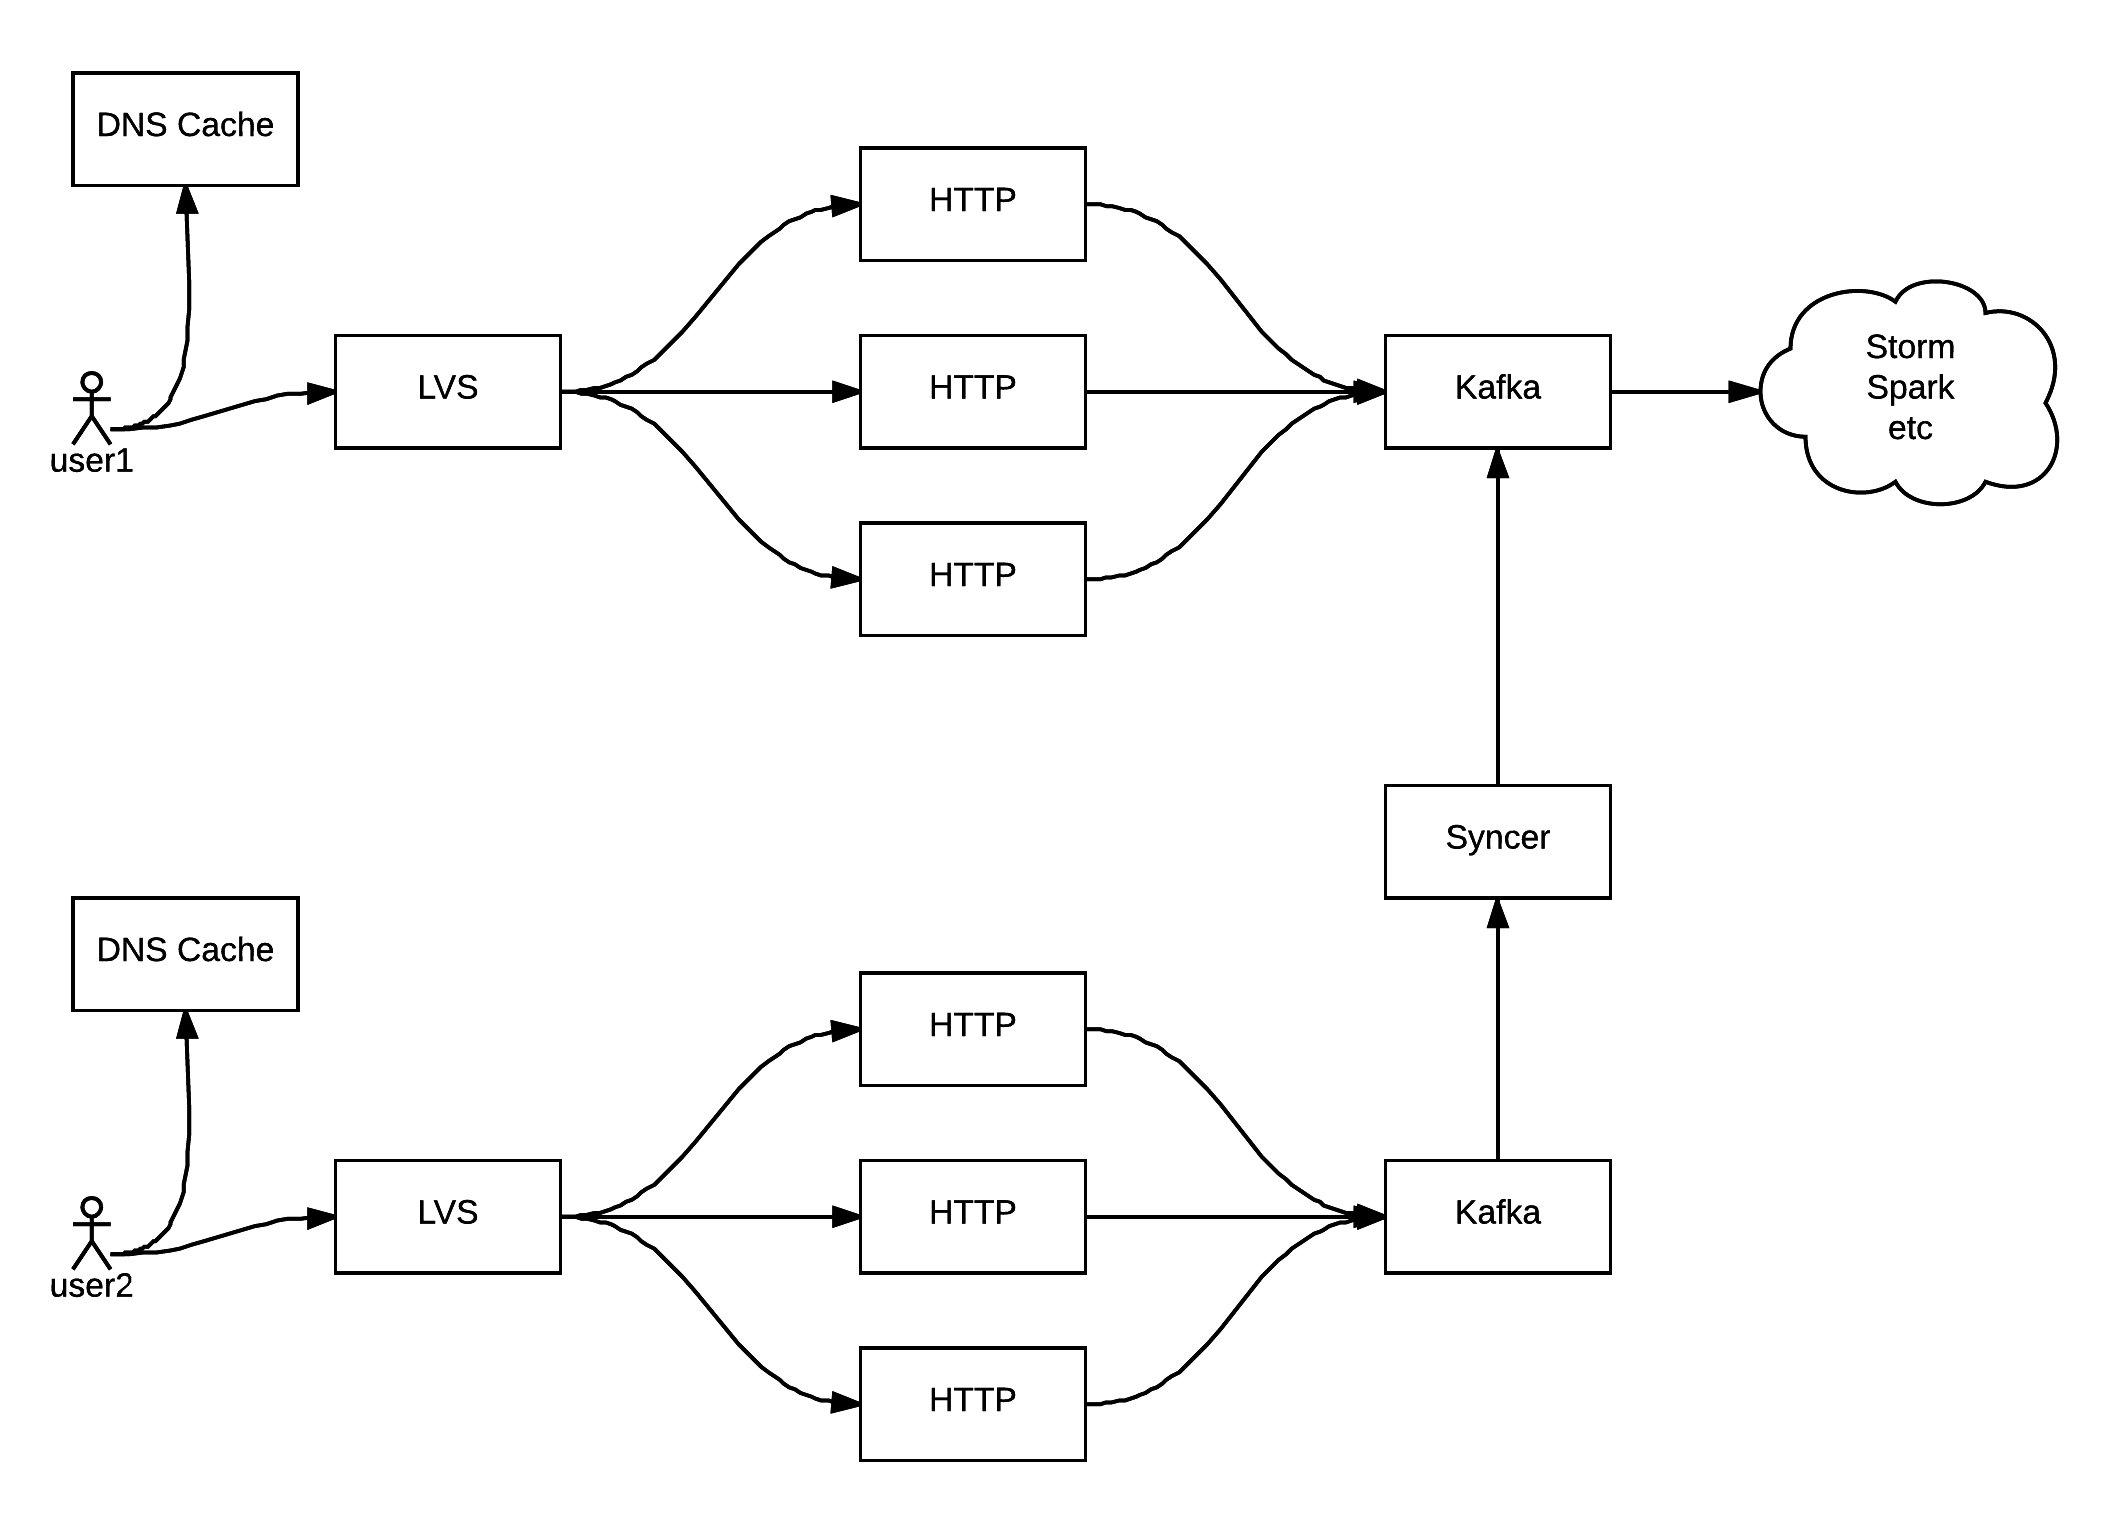 DNS Cache
HTTP
user1
LVS
HTTP
Kafka
Storm
Spark
etc
HTTP
Syncer
DNS Cache
HTTP
user2
LVS
HTTP
Kafka
HTTP